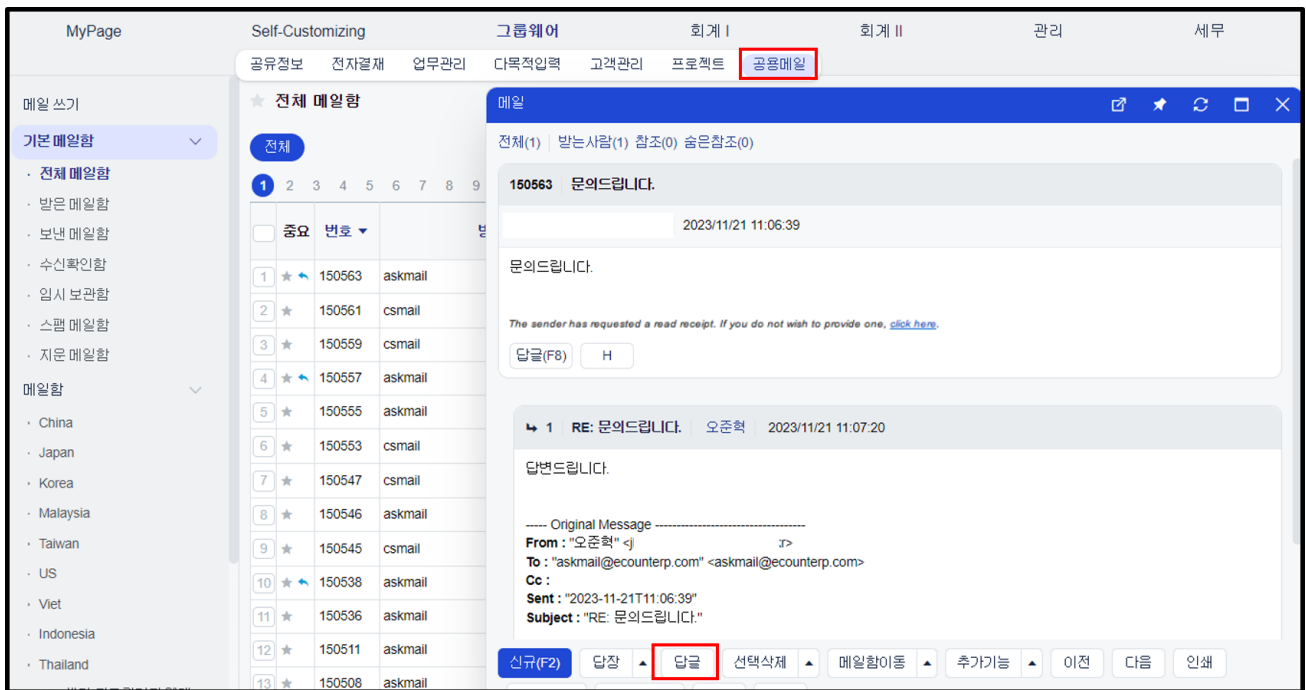 MyPage Self-Customizing 그룹웨어 회계 I 회계 II 관리 세무
공유정보 전자결재 업무관리 다목적입력 고객관리 프로젝트 공용메일
메일 쓰기
기본 메일함
· 전체 메일함
· 받은 메일함
· 보낸 메일함
· 수신확인함
· 임시 보관함
· 스팸 메일함
· 지운 메일함
메일함
· China
· Japan
· Korea
· Malaysia
· Taiwan
· US
· Viet
· Indonesia
· Thailand
전체 메일함
전체
1 2 3 4 5 6 7 8 9
중요 번호
1 150563 askmail
2 150561 csmail
3 150559 csmail
4 150557 askmail
5 150555 askmail
6 150553 csmail
7 150547 csmail
8 150546 askmail
9 150545 csmail
10 150538 askmail
11 150536 askmail
12 150511 askmail
13 150508 askmail
메일
전체(1) 받는사람(1) 참조(0) 숨은참조(0)
150563 문의드립니다.
2023/11/21 11:06:39
문의드립니다.
The sender has requested a read receipt. If you do not wish to provide one, click here.
답글(F8) H
1 RE: 문의드립니다. 오준혁 2023/11/21 11:07:20
답변드립니다.
----- Original Message -----------------------------------
From : "오준혁" <j
To : "askmail@ecounterp.com" <askmail@ecounterp.com>
Cc :
Sent : "2023-11-21T11:06:39"
Subject : "RE: 문의드립니다."
신규(F2) 답장 답글 선택삭제 메일함이동 추가기능 이전 다음 인쇄